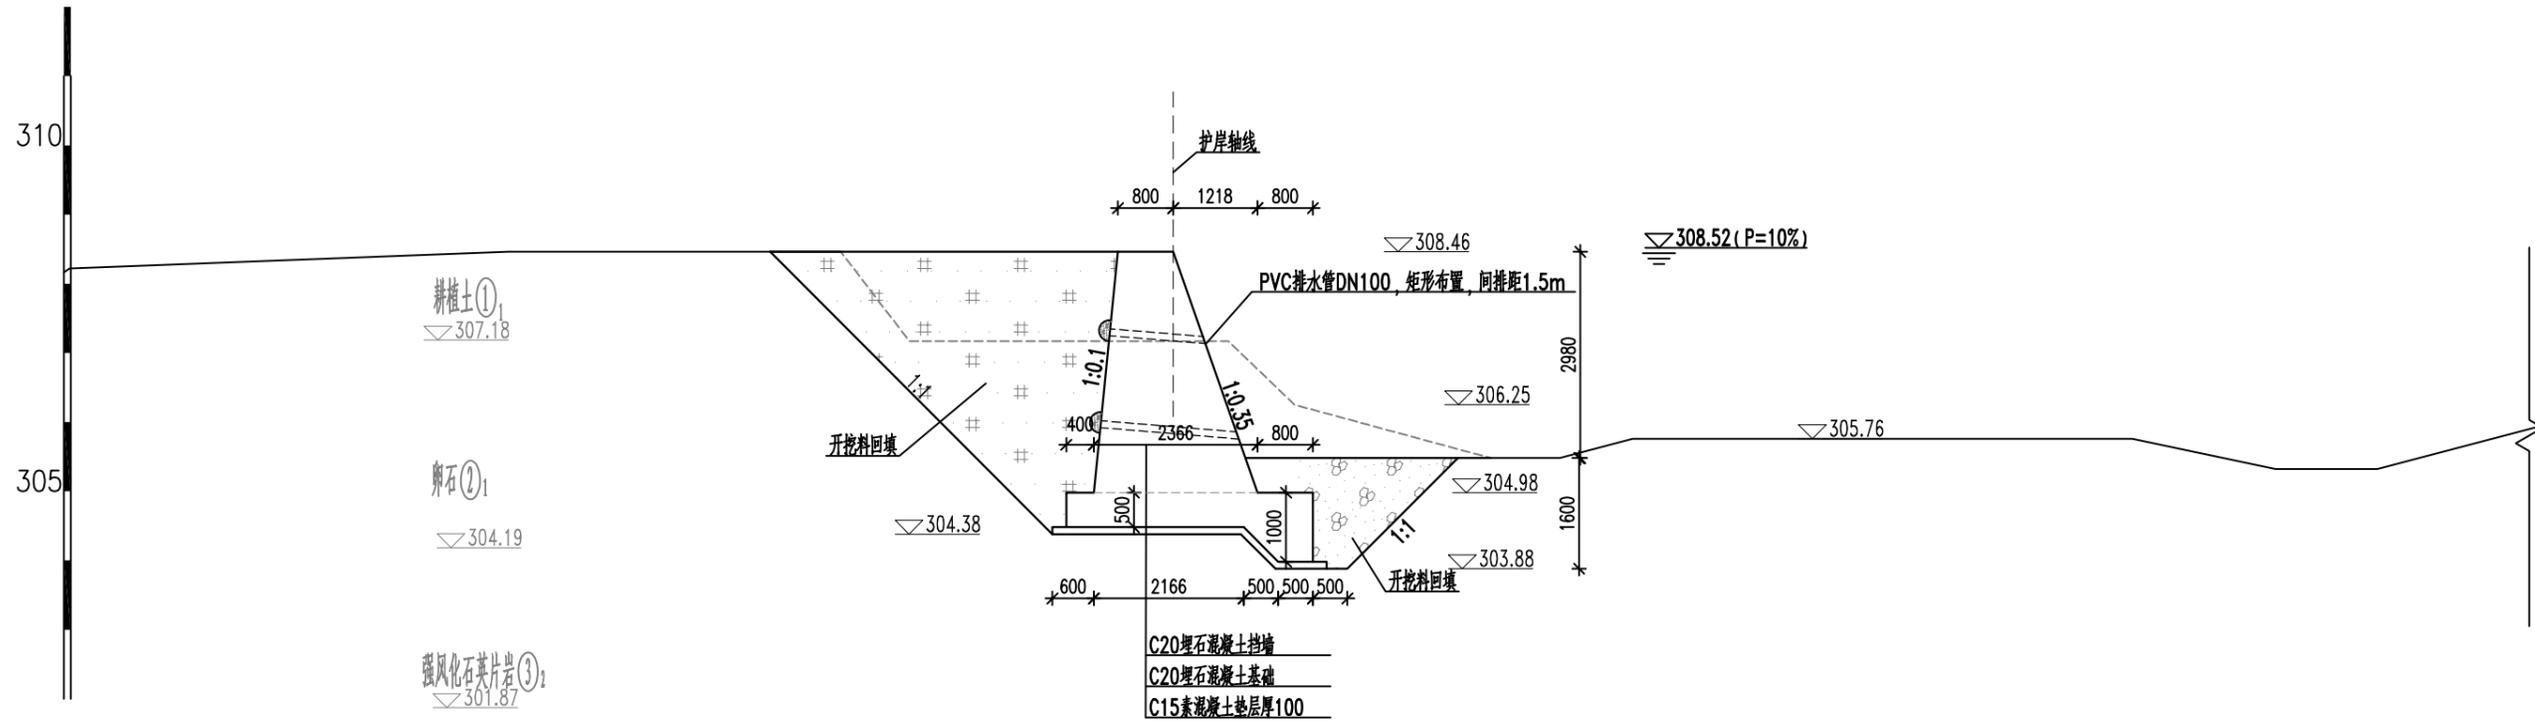 310
护岸轴线
800 1218 800
308.46
308.52(P=10%)
耕植土①1
307.18
PVC排水管DN100，矩形布置，间排距1.5m
1:0.1
1:1
1:0.35
2980
306.25
400 2366 800
305.76
开挖料回填
305
卵石②1
304.98
500
1000
1600
304.38
1:1
304.19
303.88
600 2166 500 500 500
开挖料回填
C20埋石混凝土挡墙
强风化石英片岩③2
C20埋石混凝土基础
301.87
C15素混凝土垫层厚100